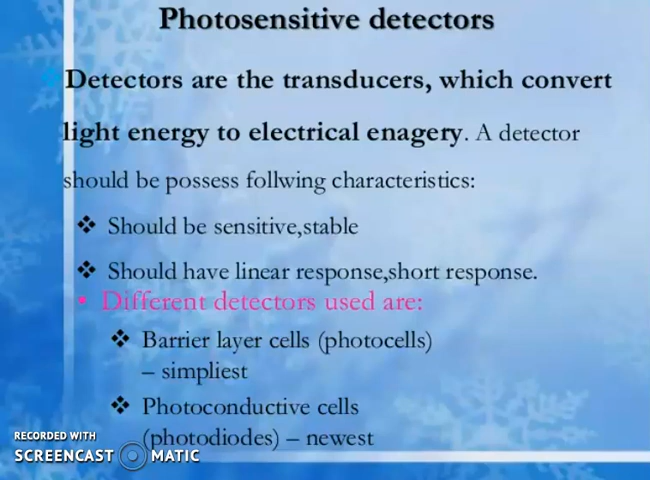 Photosensitive detectors
Detectors are the transducers, which convert
light energy to electrical enagery. A detector
should be possess follwing characteristics:
❖ Should be sensitive,stable
❖ Should have linear response,short response.
• Different detectors used are:
❖ Barrier layer cells (photocells)
– simpliest
❖ Photoconductive cells
(photodiodes) – newest
RECORDED WITH
SCREENCAST MATIC